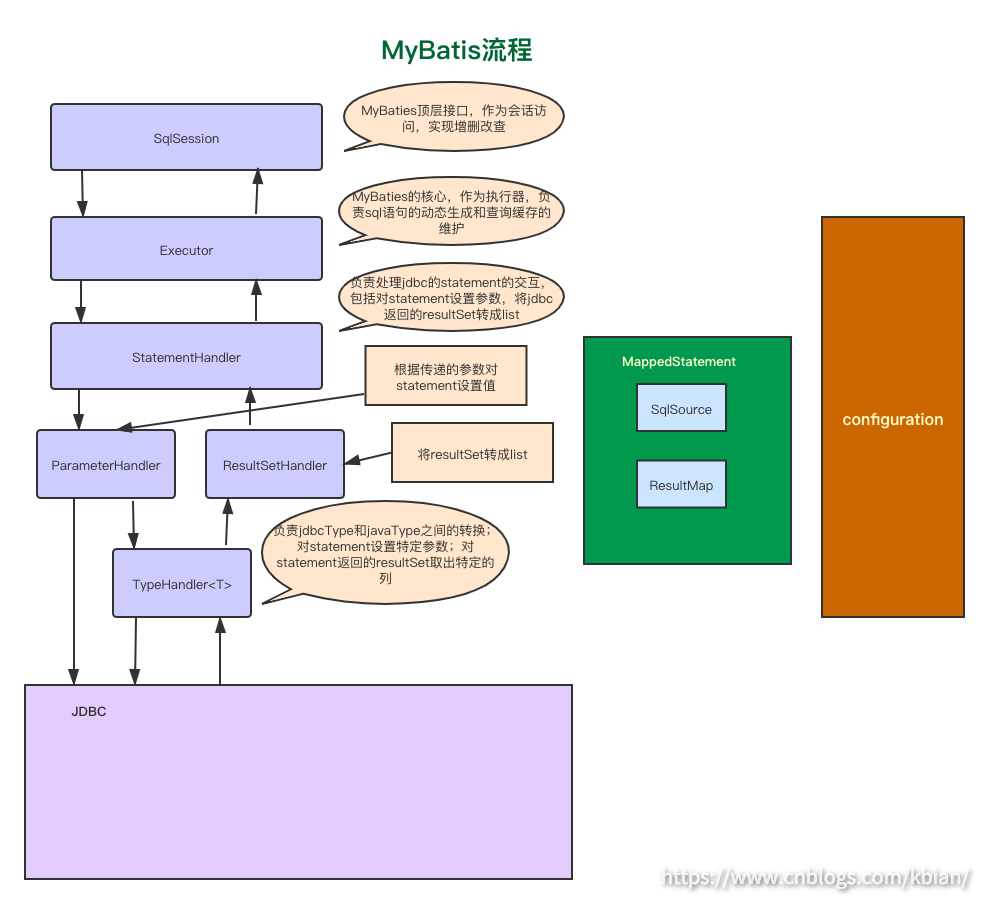 MyBatis流程
SqlSession
MyBaties顶层接口，作为会话访
问，实现增删改查
Executor
MyBaties的核心，作为执行器，负
责sql语句的动态生成和查询缓存的
维护
StatementHandler
负责处理jdbc的statement的交互，
包括对statement设置参数，将jdbc
返回的resultSet转成list
根据传递的参数对
statement设置值
ParameterHandler
ResultSetHandler
将resultSet转成list
TypeHandler<T>
负责jdbcType和javaType之间的转换；
对statement设置特定参数；对
statement返回的resultSet取出特定的
列
JDBC
MappedStatement
SqlSource
ResultMap
configuration
https://www.cnblogs.com/kbian/